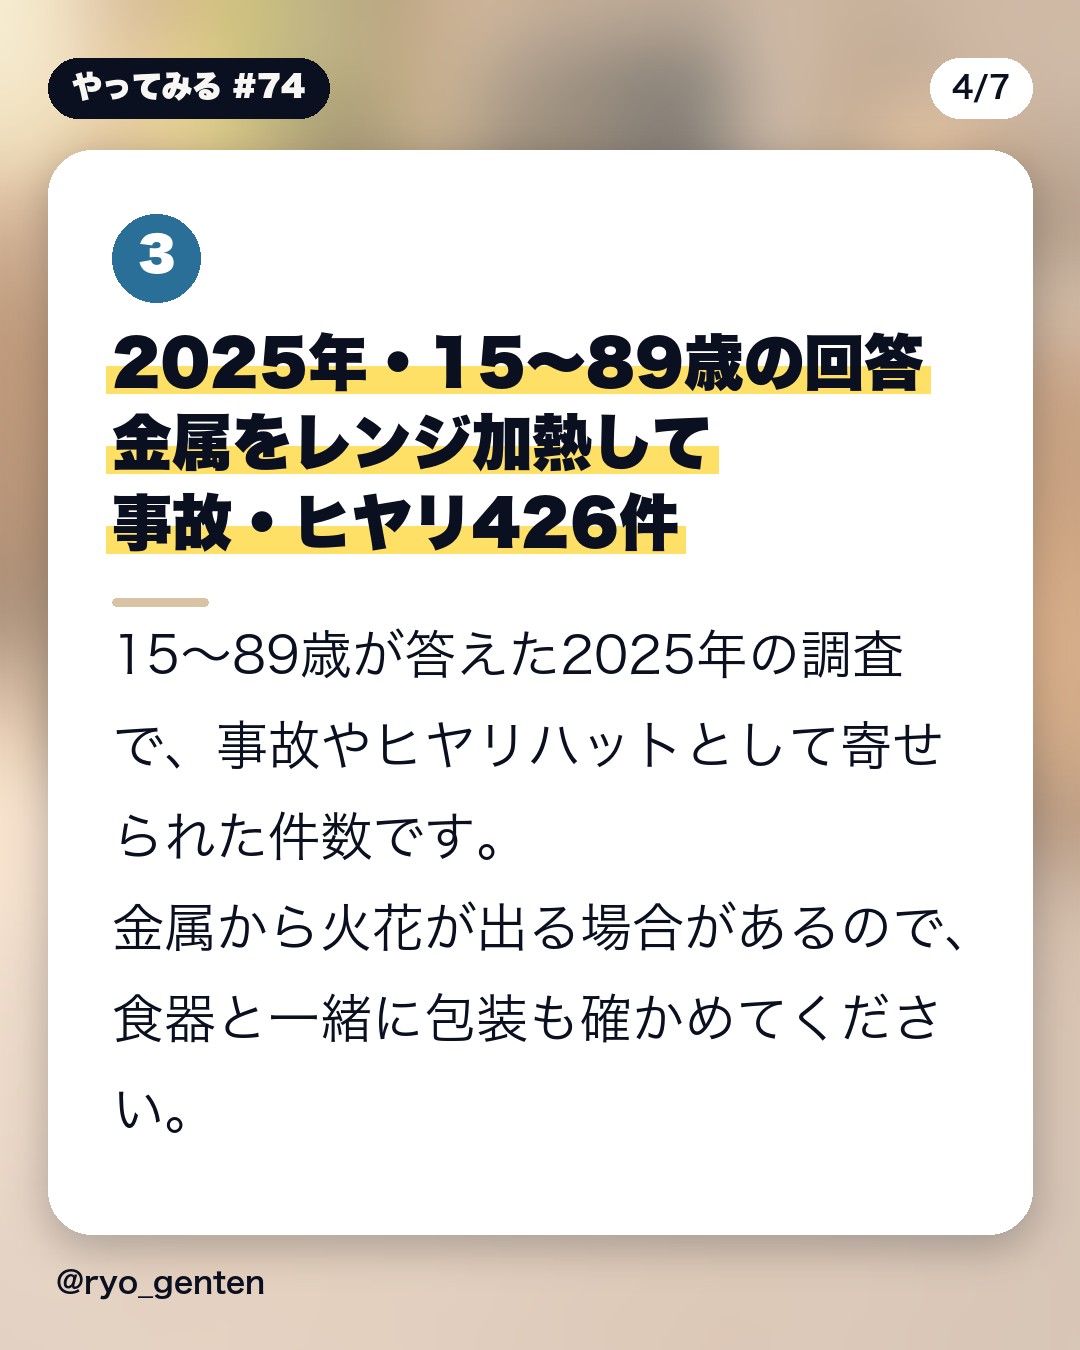 やってみる #74
4/7
3
2025年・15〜89歳の回答
金属をレンジ加熱して
事故・ヒヤリ426件
15〜89歳が答えた2025年の調査
で、事故やヒヤリハットとして寄せ
られた件数です。
金属から火花が出る場合があるので、
食器と一緒に包装も確かめてくださ
い。
@ryo_genten